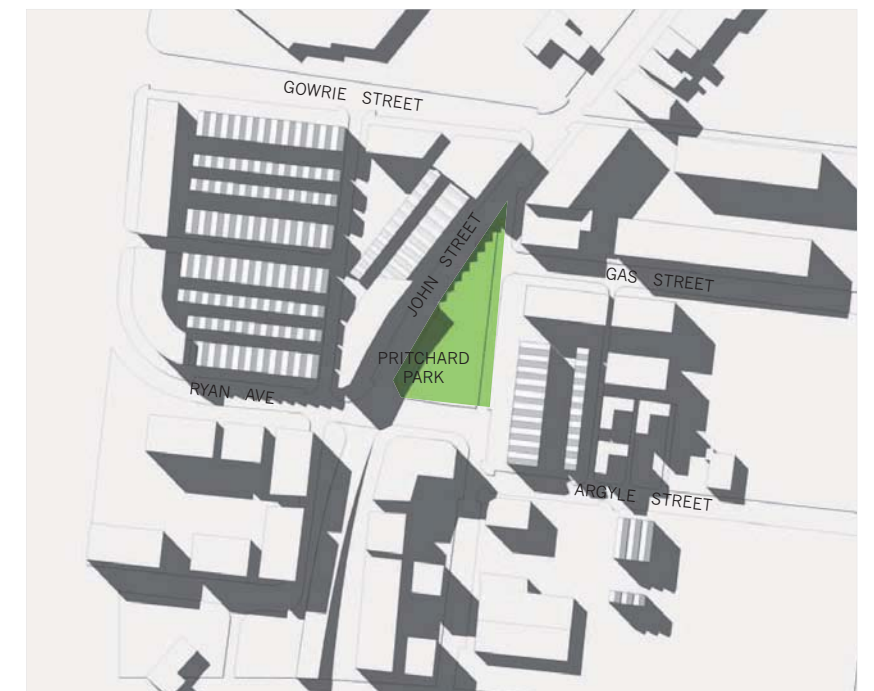 GOWRIE STREET
JOHN STREET
GAS STREET
PRITCHARD
PARK
RYAN AVE
ARGYLE STREET